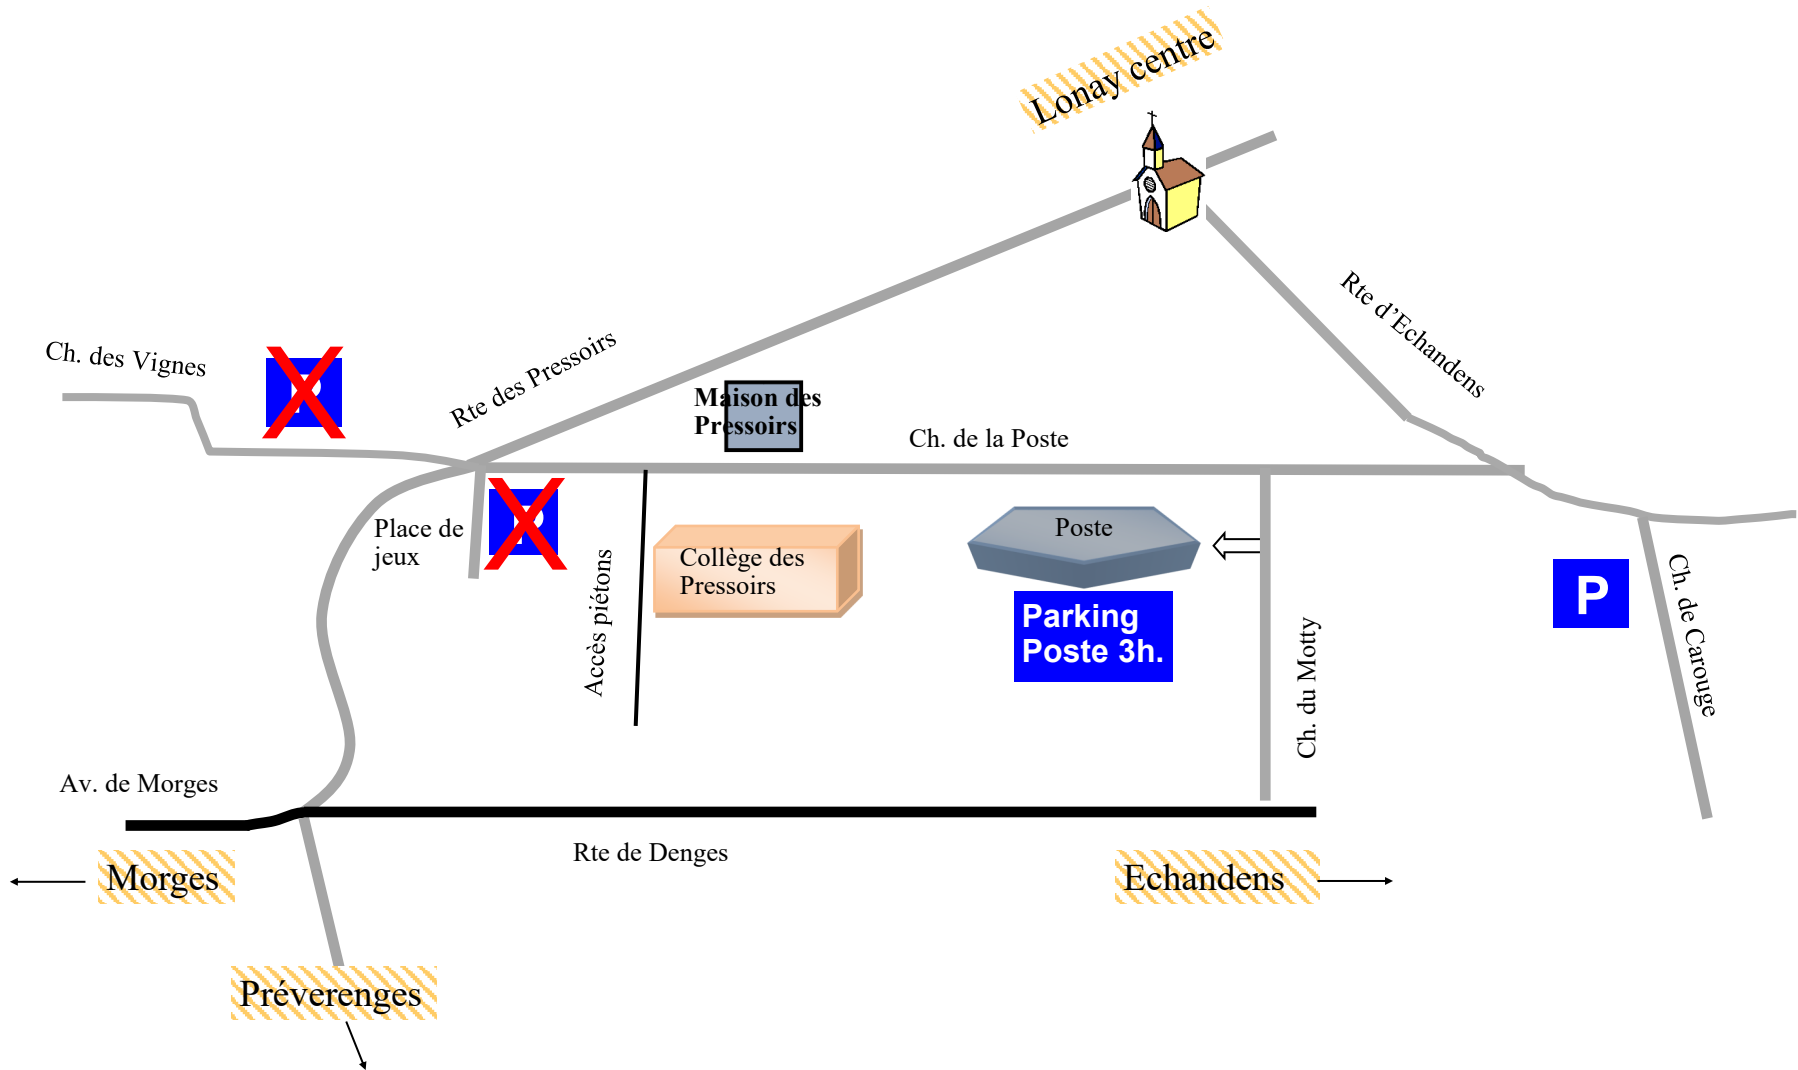 Lonay centre
Rte d’Echandens
Ch. des Vignes
P
Rte des Pressoirs
Maison des
Pressoirs
Ch. de la Poste
Place de
jeux
P
Accès piétons
Collège des
Pressoirs
Poste
Parking
Poste 3h.
Ch. du Motty
P
Ch. de Carouge
Av. de Morges
Rte de Denges
Morges
Echandens
Préverenges